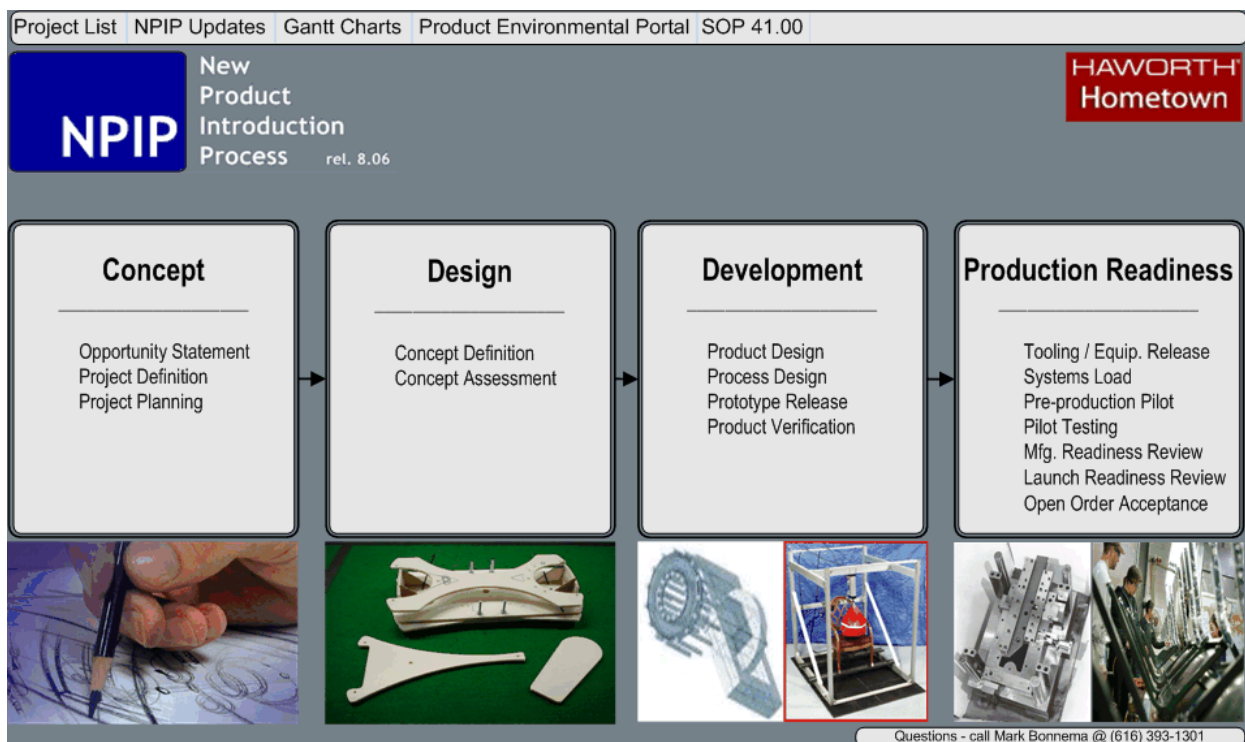 Project List NPIP Updates Gantt Charts Product Environmental Portal SOP 41.00
NPIP
New
Product
Introduction
Process rel. 8.06
HAWORTH®
Hometown
Concept
Opportunity Statement
Project Definition
Project Planning
Design
Concept Definition
Concept Assessment
Development
Product Design
Process Design
Prototype Release
Product Verification
Production Readiness
Tooling / Equip. Release
Systems Load
Pre-production Pilot
Pilot Testing
Mfg. Readiness Review
Launch Readiness Review
Open Order Acceptance
Questions - call Mark Bonnema @ (616) 393-1301